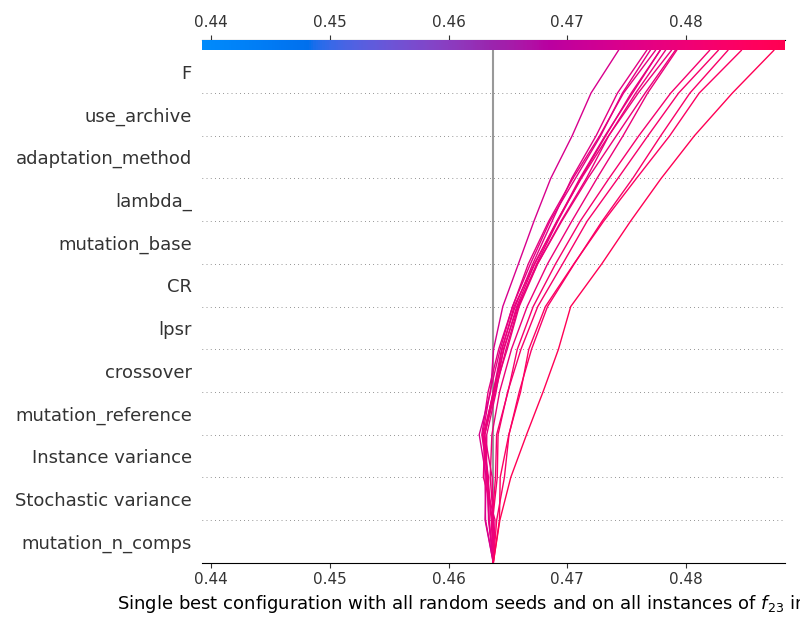 0.44 0.45 0.46 0.47 0.48
F
use_archive
adaptation_method
lambda_
mutation_base
CR
lpsr
crossover
mutation_reference
Instance variance
Stochastic variance
mutation_n_comps
0.44 0.45 0.46 0.47 0.48
Single best configuration with all random seeds and on all instances of f23